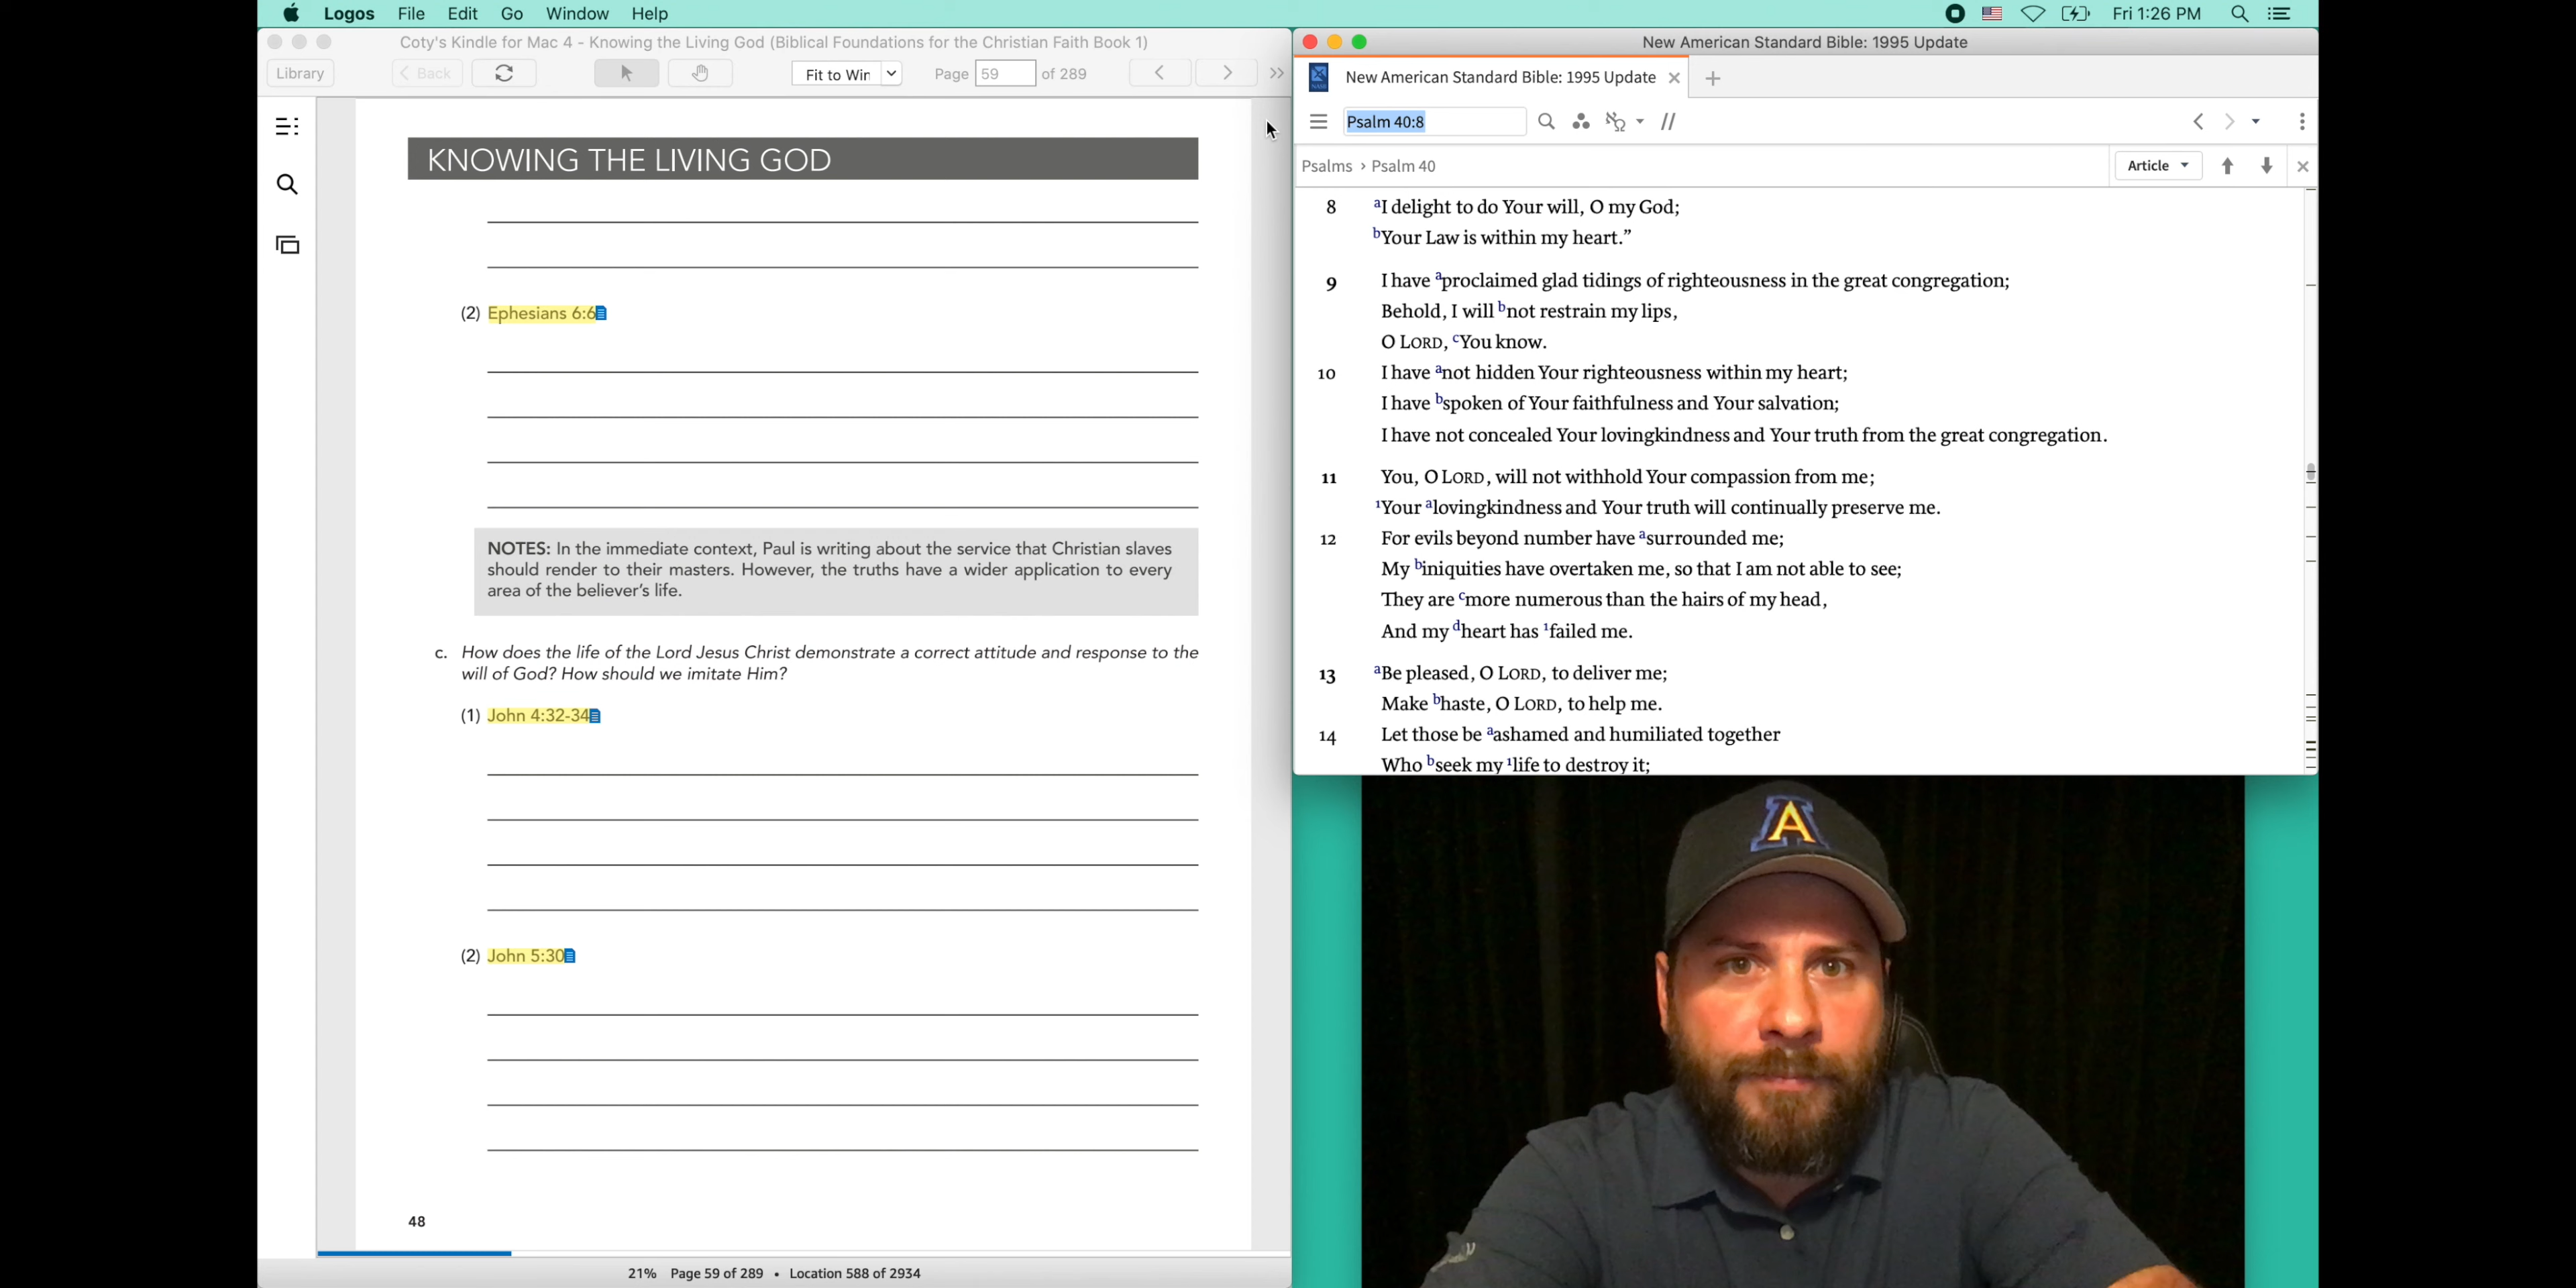 Logos File Edit Go Window Help
Fri 1:26 PM
Coty's Kindle for Mac 4 - Knowing the Living God (Biblical Foundations for the Christian Faith Book 1)
Library
Back
Fit to Win
Page 59 of 289
KNOWING THE LIVING GOD
(2) Ephesians 6:6
NOTES: In the immediate context, Paul is writing about the service that Christian slaves
should render to their masters. However, the truths have a wider application to every
area of the believer's life.
c. How does the life of the Lord Jesus Christ demonstrate a correct attitude and response to the
will of God? How should we imitate Him?
(1) John 4:32-34
(2) John 5:30
48
21% Page 59 of 289 • Location 588 of 2934
New American Standard Bible: 1995 Update
New American Standard Bible: 1995 Update
Psalm 40:8
Psalms › Psalm 40
Article
8 aI delight to do Your will, O my God;
bYour Law is within my heart.”
9 I have aproclaimed glad tidings of righteousness in the great congregation;
Behold, I will bnot restrain my lips,
O LORD, cYou know.
10 I have anot hidden Your righteousness within my heart;
I have bspoken of Your faithfulness and Your salvation;
I have not concealed Your lovingkindness and Your truth from the great congregation.
11 You, O LORD, will not withhold Your compassion from me;
1Your alovingkindness and Your truth will continually preserve me.
12 For evils beyond number have asurrounded me;
My biniquities have overtaken me, so that I am not able to see;
They are cmore numerous than the hairs of my head,
And my dheart has 1failed me.
13 aBe pleased, O LORD, to deliver me;
Make bhaste, O LORD, to help me.
14 Let those be aashamed and humiliated together
Who bseek my 1life to destroy it;
A